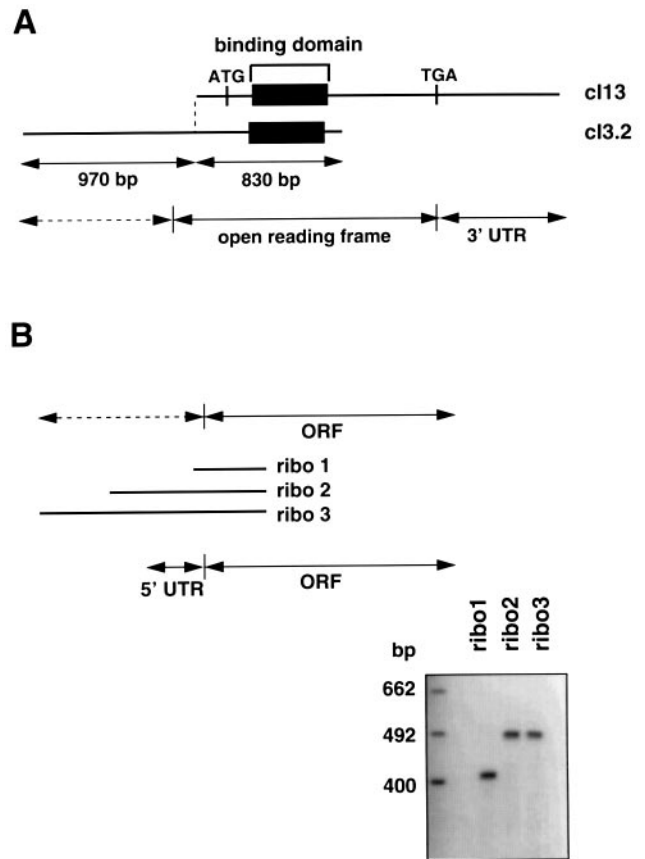 A
binding domain
ATG
TGA
cl13
cl3.2
970 bp
830 bp
open reading frame
3' UTR
B
ORF
ribo 1
ribo 2
ribo 3
5' UTR
ORF
ribo1
ribo2
ribo3
bp
662
492
400